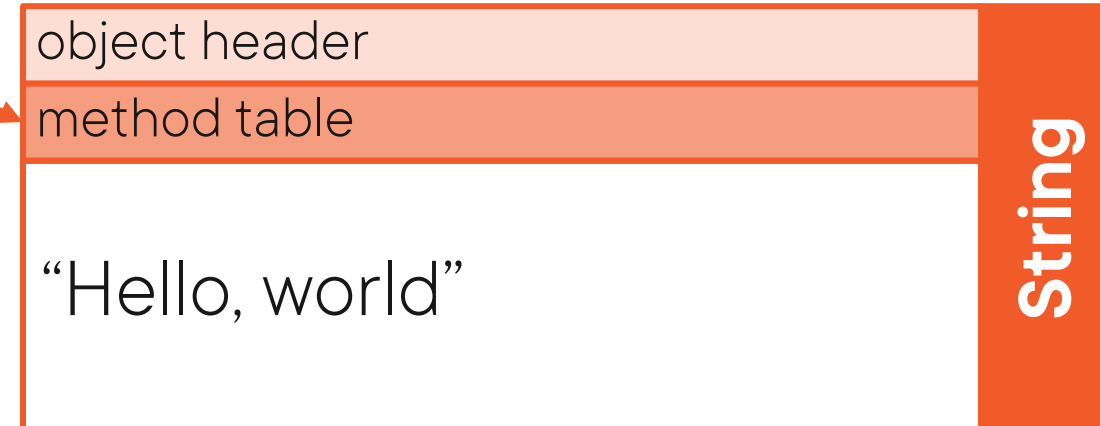 object header
method table
“Hello, world”
String